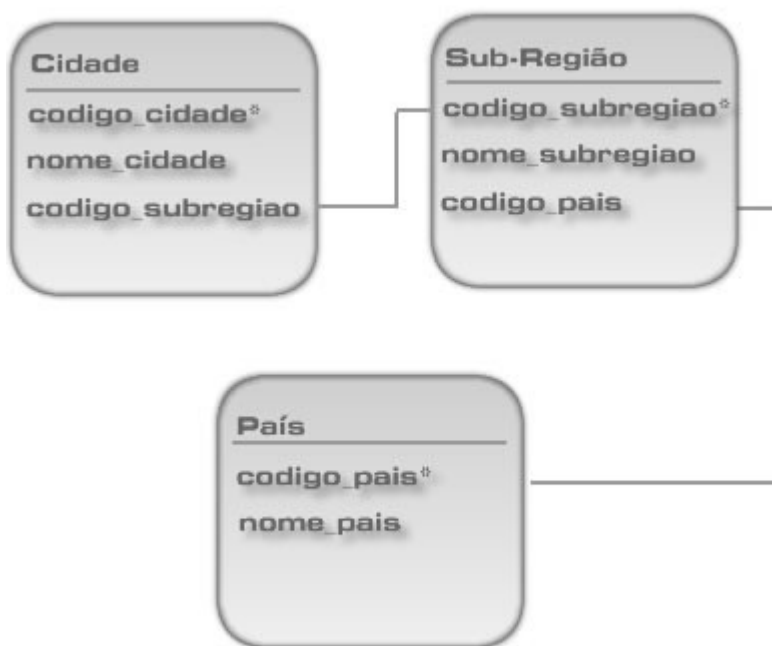 Cidade
codigo_cidade*
nome_cidade
codigo_subregiao
Sub-Região
codigo_subregiao*
nome_subregiao
codigo_pais
País
codigo_pais*
nome_pais